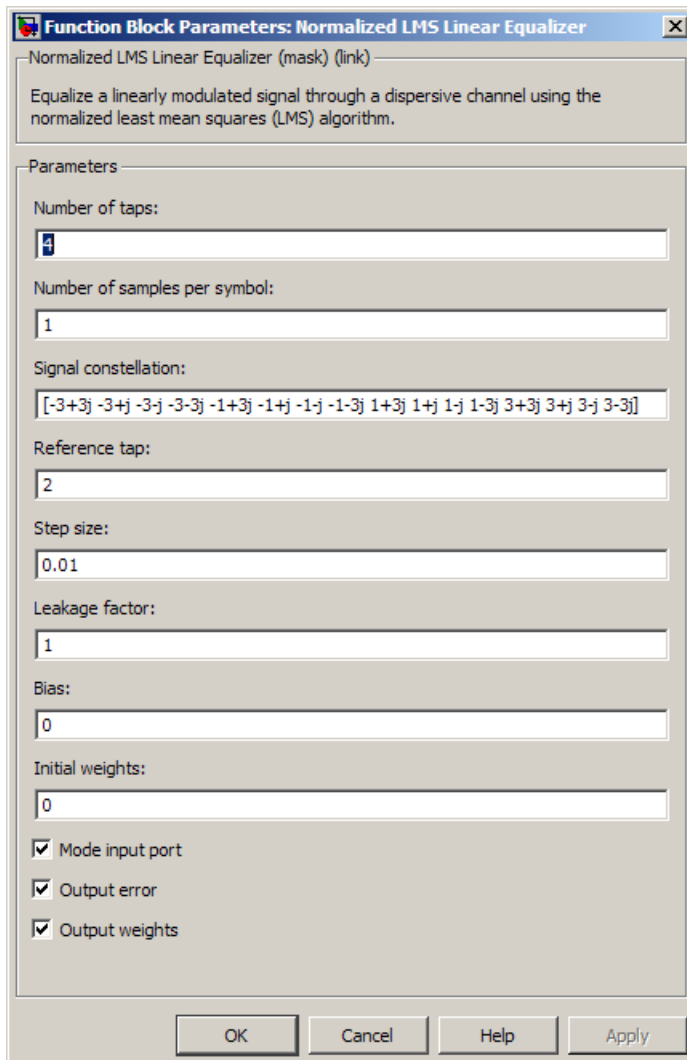 Function Block Parameters: Normalized LMS Linear Equalizer
Normalized LMS Linear Equalizer (mask) (link)
Equalize a linearly modulated signal through a dispersive channel using the
normalized least mean squares (LMS) algorithm.
Parameters
Number of taps:
4
Number of samples per symbol:
1
Signal constellation:
[-3+3j -3+j -3-j -3-3j -1+3j -1+j -1-j -1-3j 1+3j 1+j 1-j 1-3j 3+3j 3+j 3-j 3-3j]
Reference tap:
2
Step size:
0.01
Leakage factor:
1
Bias:
0
Initial weights:
0
Mode input port
Output error
Output weights
OK Cancel Help Apply